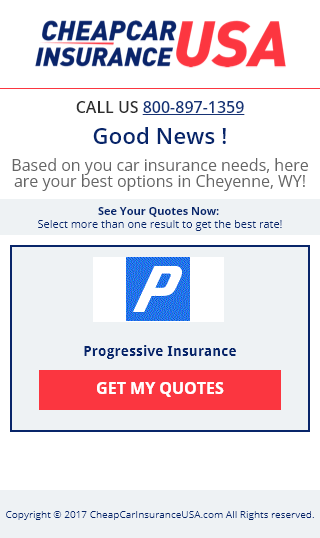 CHEAPCAR
INSURANCE USA
CALL US 800-897-1359
Good News !
Based on you car insurance needs, here
are your best options in Cheyenne, WY!
See Your Quotes Now:
Select more than one result to get the best rate!
P
Progressive Insurance
GET MY QUOTES
Copyright © 2017 CheapCarInsuranceUSA.com All Rights reserved.